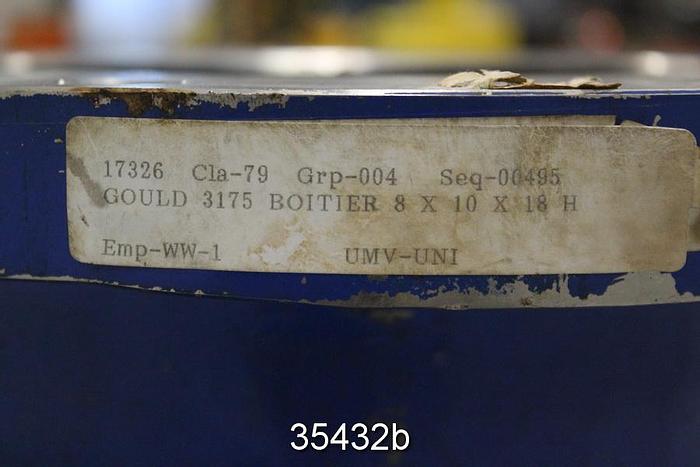 17326 Cla-79 Grp-004 Seq-00495
GOULD 3175 BOITIER 8 X 10 X 18 H
Emp-WW-1 UMV-UNI
35432b